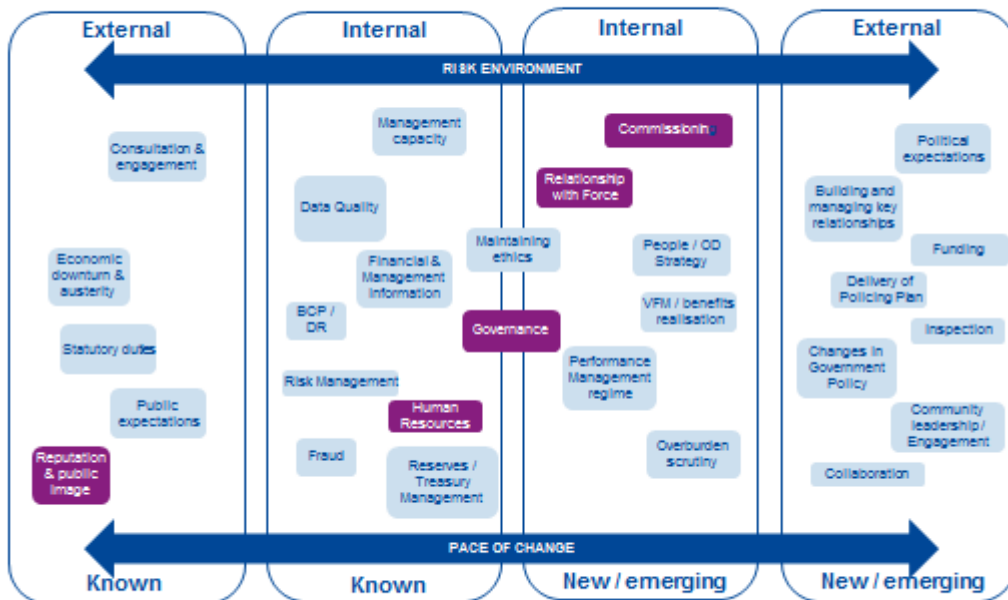 External
Internal
Internal
External
RISK ENVIRONMENT
Consultation &
engagement
Economic
downturn &
austerity
Statutory duties
Public
expectations
Reputation
& public
image
Management
capacity
Data Quality
Financial &
Management
Information
BCP /
DR
Risk Management
Human
Resources
Fraud
Reserves /
Treasury
Management
Maintaining
ethics
Governance
Commissioning
Relationship
with Force
People / OD
Strategy
VFM / benefits
realisation
Performance
Management
regime
Overburden
scrutiny
Political
expectations
Building and
managing key
relationships
Funding
Delivery of
Policing Plan
Inspection
Changes in
Government
Policy
Community
leadership /
Engagement
Collaboration
PACE OF CHANGE
Known
Known
New / emerging
New / emerging